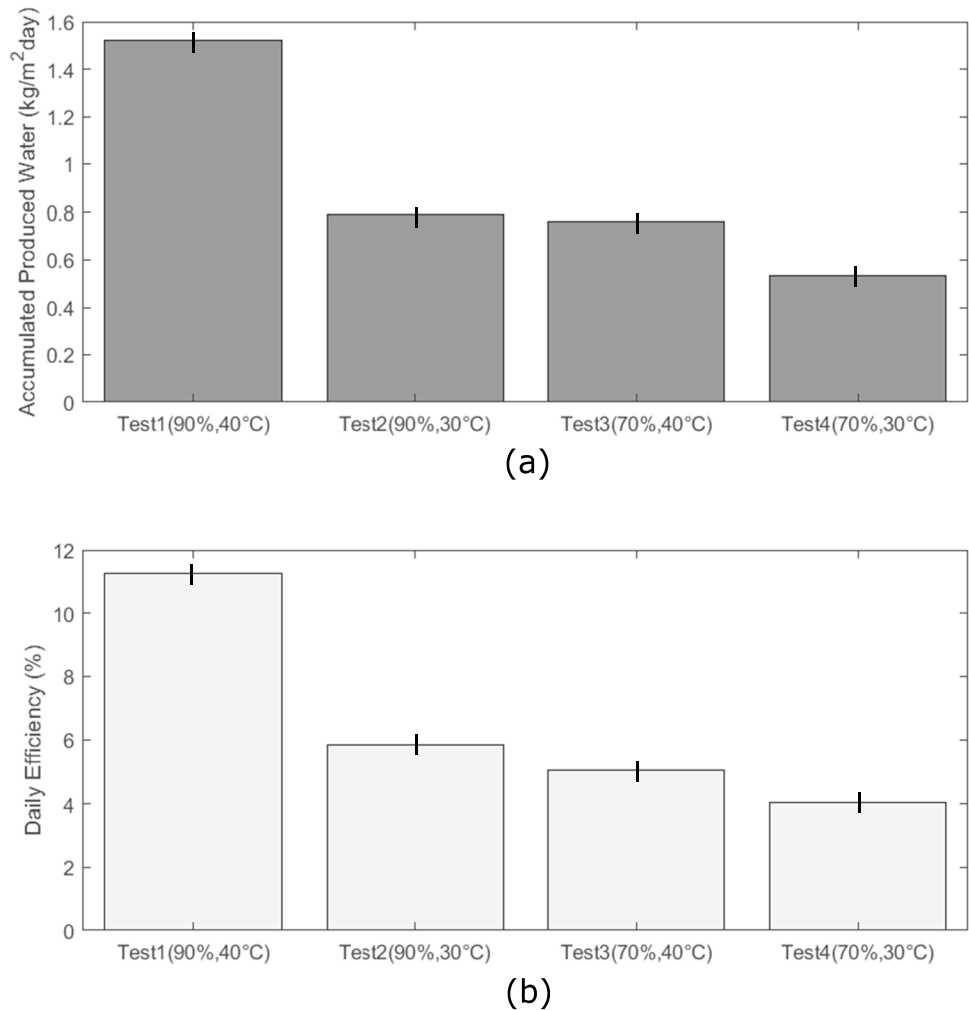 Accumulated Produced Water (kg/m²day)
1.6
1.4
1.2
1
0.8
0.6
0.4
0.2
0
Test1(90%,40°C) Test2(90%,30°C) Test3(70%,40°C) Test4(70%,30°C)
(a)
Daily Efficiency (%)
12
10
8
6
4
2
0
Test1(90%,40°C) Test2(90%,30°C) Test3(70%,40°C) Test4(70%,30°C)
(b)